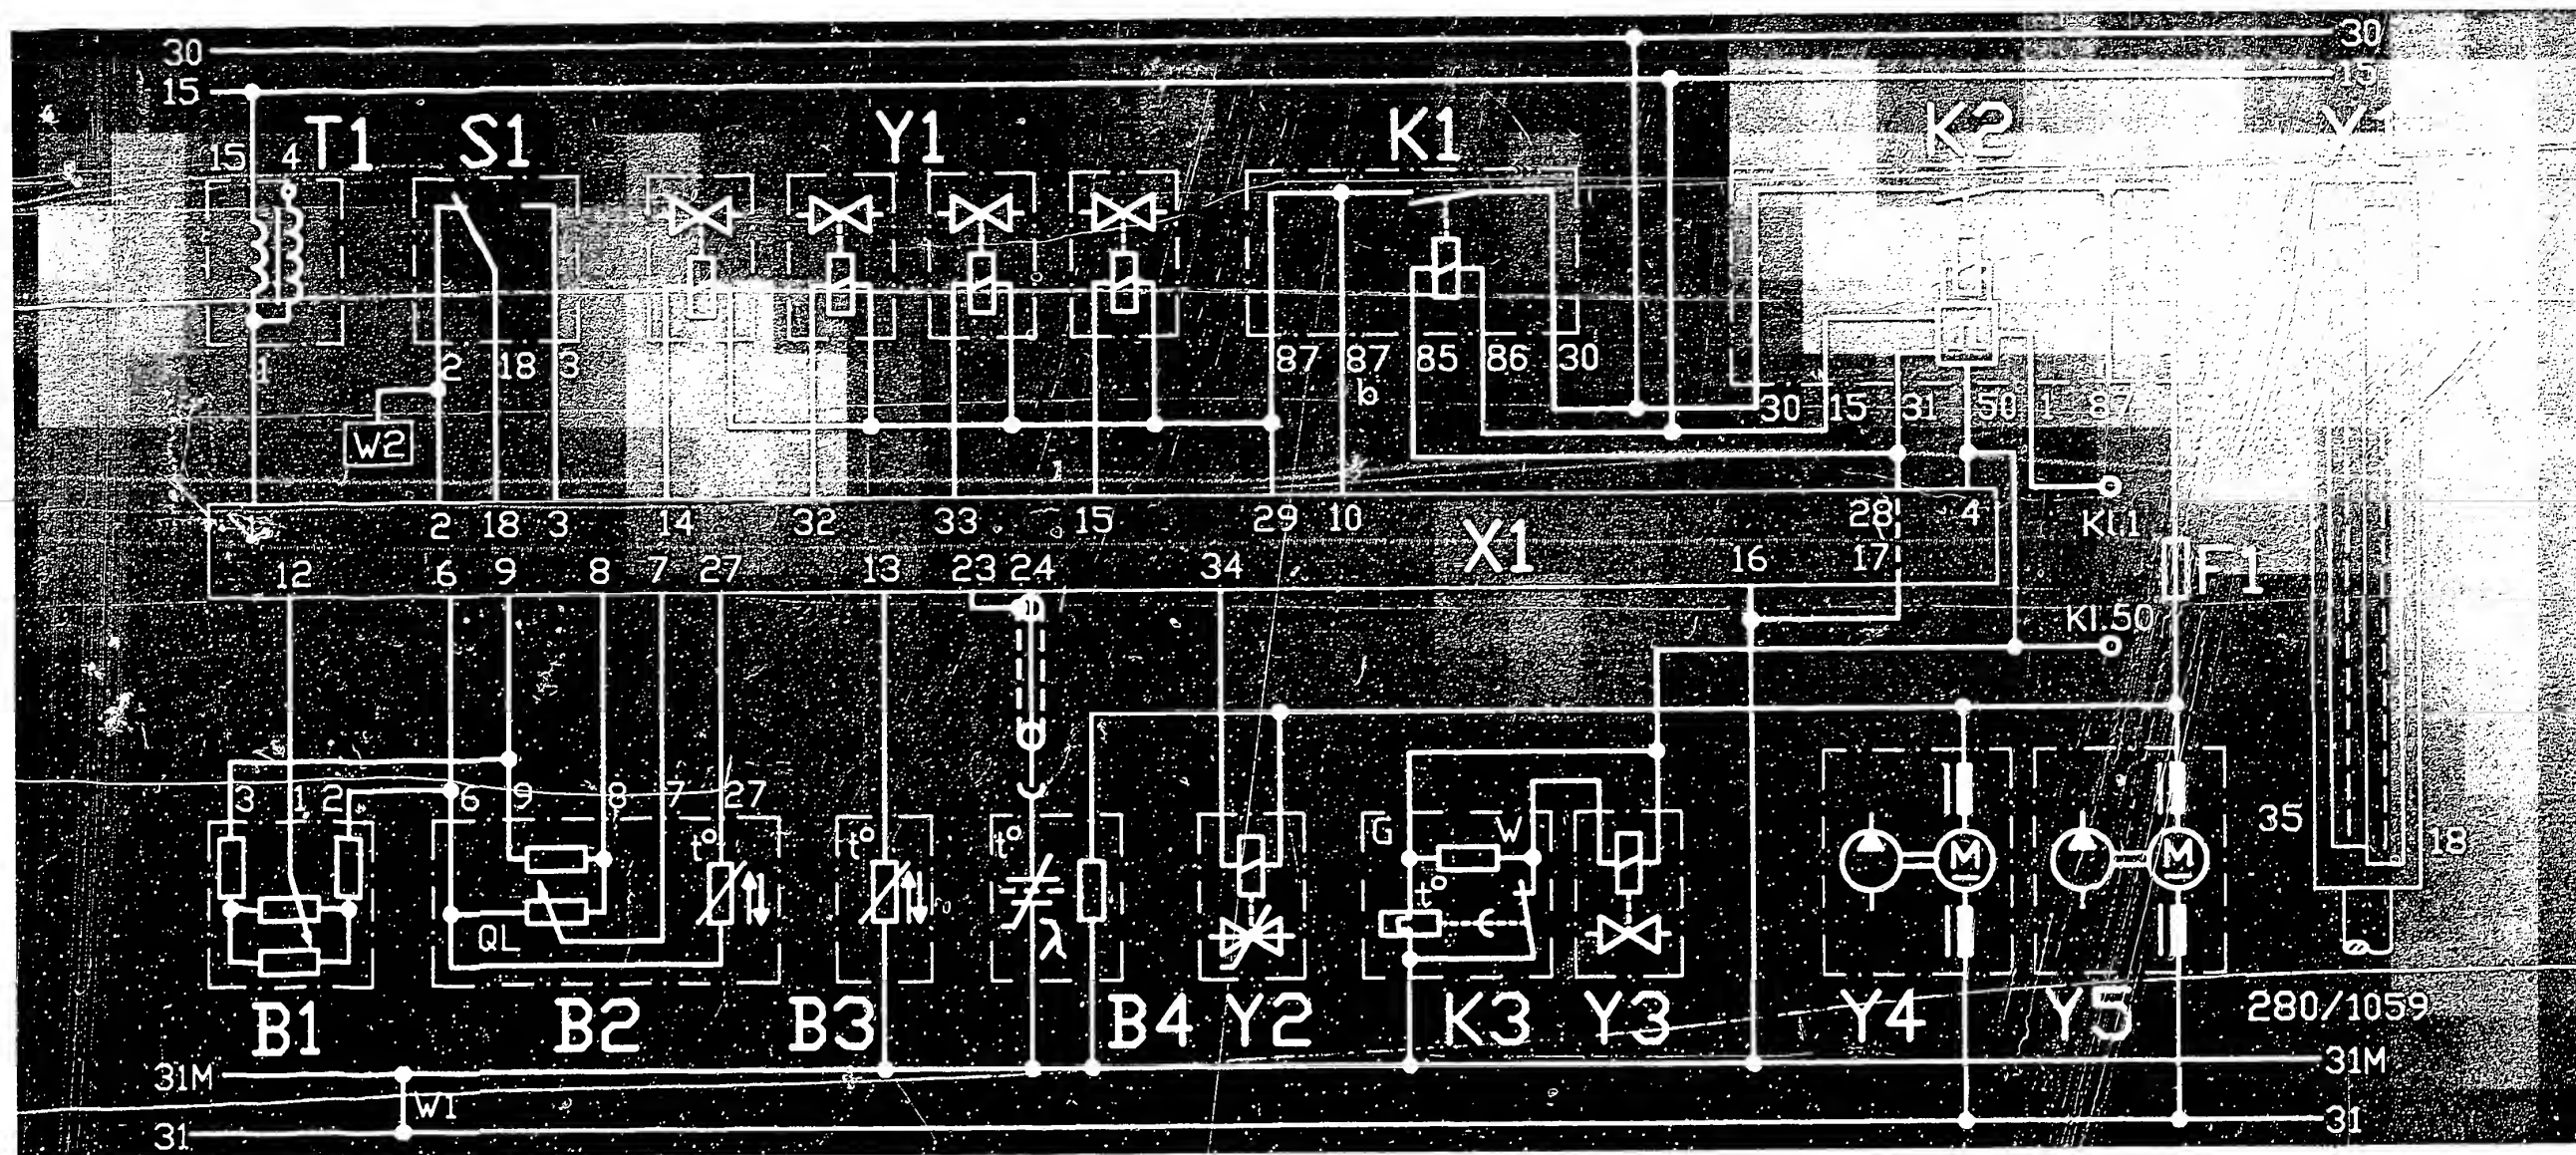 30 30
15 15
T1 S1 Y1 K1 K2
15 4
1 2 18 3 87 87 85 86 30
b
30 15 31 50 1 87
W2
2 18 3 14 32 33 15 29 10 X1 28 4 Kl.1
12 6 9 8 7 27 13 23 24 34 16 17 F1
Kl.50
3 1 2 6 9 8 7 27
t° t° t° G W 35 18
t°
M M
QL λ
B1 B2 B3 B4 Y2 K3 Y3 Y4 Y5 280/1059
31M 31M
W1
31 31